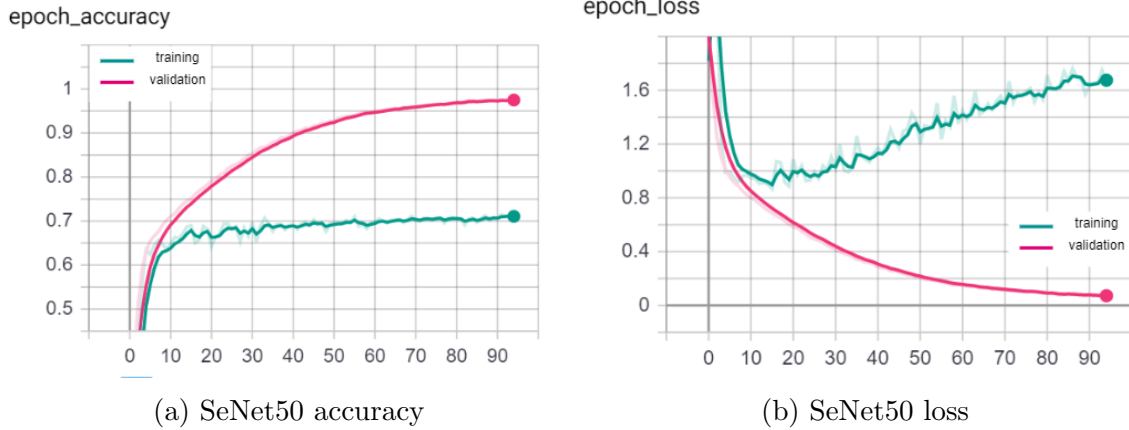 epoch_accuracy
training
validation
1
0.9
0.8
0.7
0.6
0.5
0 10 20 30 40 50 60 70 80 90
(a) SeNet50 accuracy
epoch_loss
1.6
1.2
0.8
0.4
0
training
validation
0 10 20 30 40 50 60 70 80 90
(b) SeNet50 loss